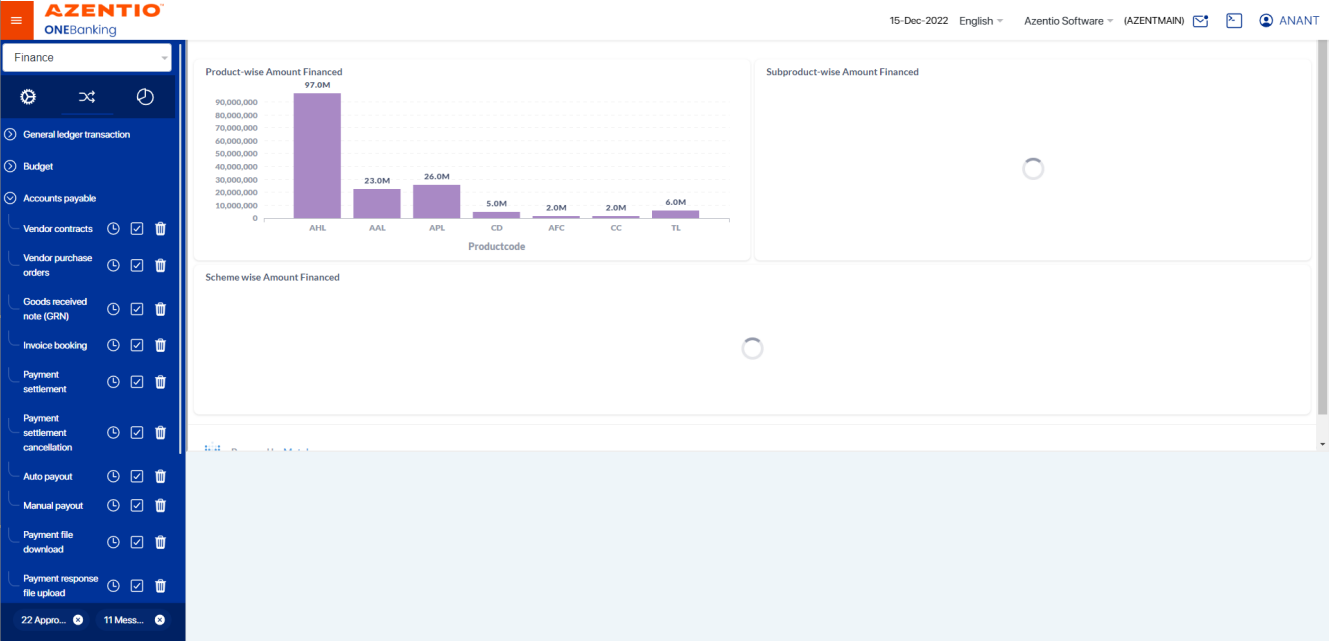 AZENTIO
ONEBanking
15-Dec-2022 English Azentio Software (AZENTMAIN) ANANT
Finance
General ledger transaction
Budget
Accounts payable
Vendor contracts
Vendor purchase
orders
Goods received
note (GRN)
Invoice booking
Payment
settlement
Payment
settlement
cancellation
Auto payout
Manual payout
Payment file
download
Payment response
file upload
22 Appro... 11 Mess...
Product-wise Amount Financed
97.0M
90,000,000
80,000,000
70,000,000
60,000,000
50,000,000
40,000,000
30,000,000
20,000,000
10,000,000
0
23.0M
26.0M
5.0M
2.0M
2.0M
6.0M
AHL AAL APL CD AFC CC TL
Productcode
Subproduct-wise Amount Financed
Scheme wise Amount Financed